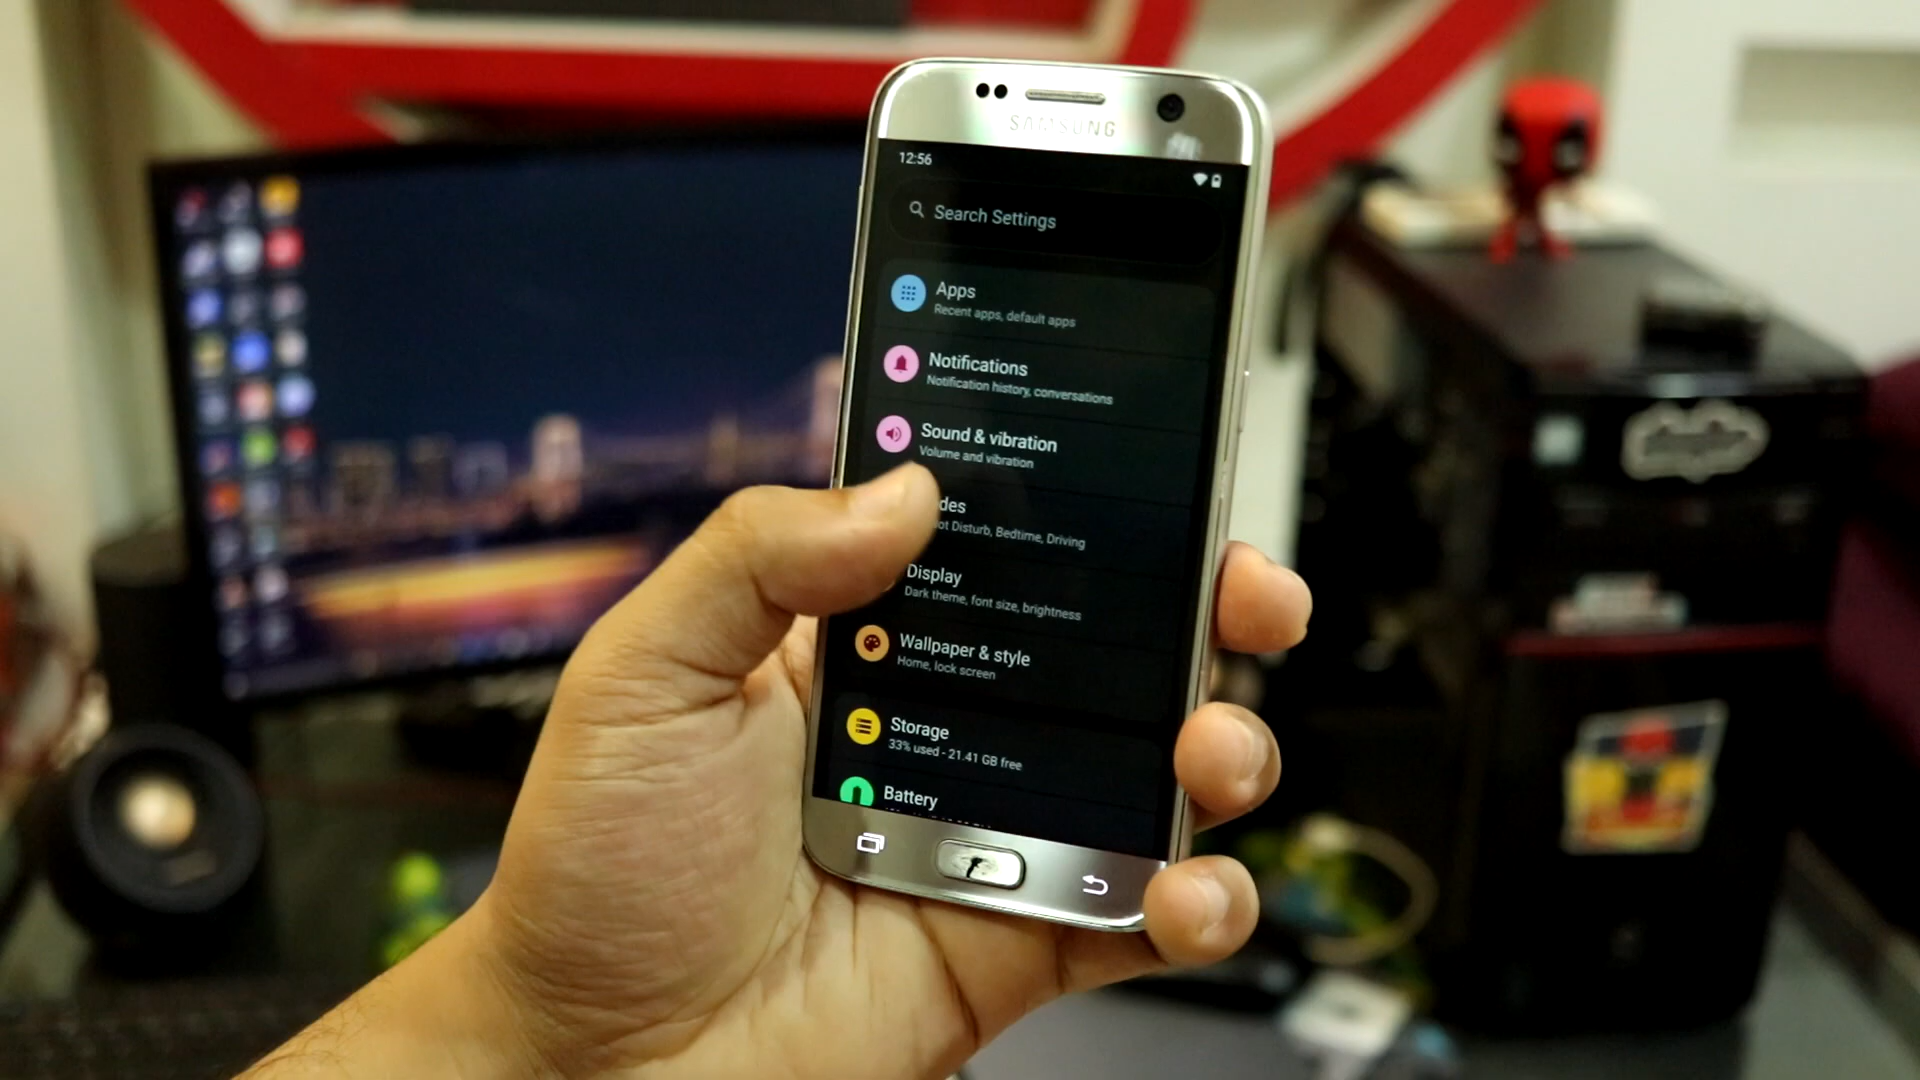 SAMSUNG
12:56
Search Settings
Apps
Recent apps, default apps
Notifications
Notification history, conversations
Sound & vibration
Volume and vibration
des
ot Disturb, Bedtime, Driving
Display
Dark theme, font size, brightness
Wallpaper & style
Home, lock screen
Storage
33% used - 21.41 GB free
Battery